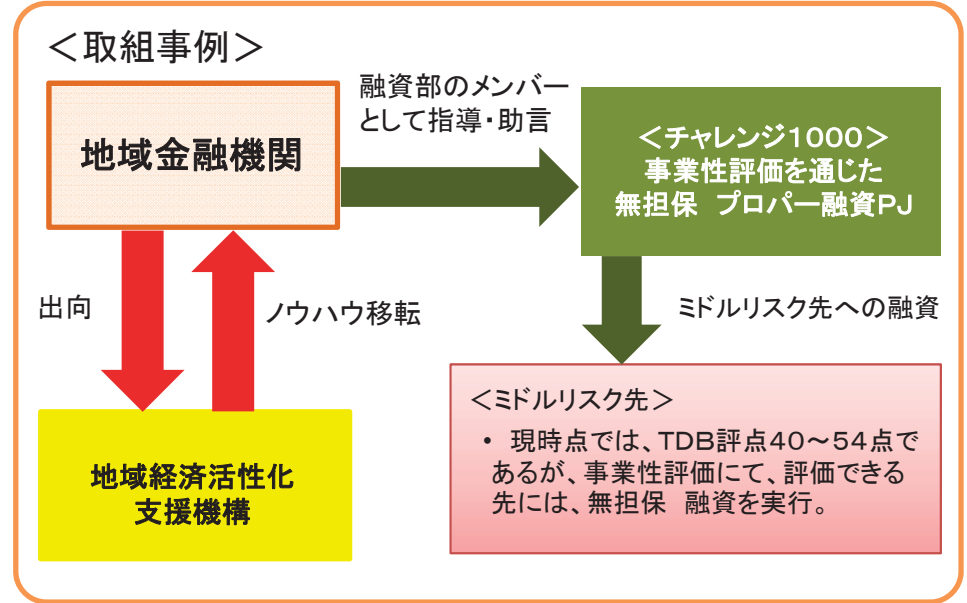 ＜取組事例＞
地域金融機関
融資部のメンバー
として指導・助言
＜チャレンジ１０００＞
事業性評価を通じた
無担保　プロパー融資ＰＪ
出向
ノウハウ移転
ミドルリスク先への融資
地域経済活性化
支援機構
＜ミドルリスク先＞
• 現時点では、ＴＤＢ評点４０～５４点で
あるが、事業性評価にて、評価できる
先には、無担保　融資を実行。